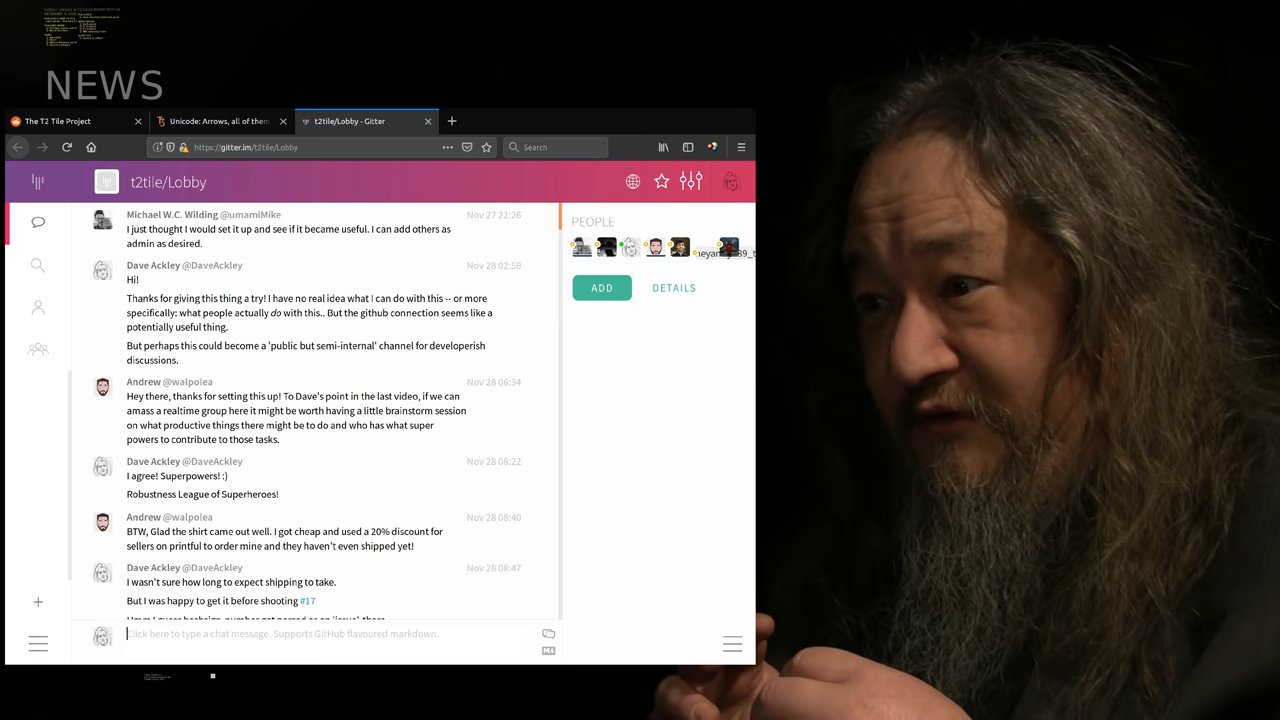 NEWS
The T2 Tile Project
Unicode: Arrows, all of them
t2tile/Lobby - Gitter
https://gitter.im/t2tile/Lobby
Search
t2tile/Lobby
Michael W.C. Wilding @umamiMike Nov 27 22:26
I just thought I would set it up and see if it became useful. I can add others as
admin as desired.
Dave Ackley @DaveAckley Nov 28 02:58
Hi!
Thanks for giving this thing a try! I have no real idea what I can do with this -- or more
specifically: what people actually do with this.. But the github connection seems like a
potentially useful thing.
But perhaps this could become a 'public but semi-internal' channel for developerish
discussions.
Andrew @walpolea Nov 28 06:34
Hey there, thanks for setting this up! To Dave's point in the last video, if we can
amass a realtime group here it might be worth having a little brainstorm session
on what productive things there might be to do and who has what super
powers to contribute to those tasks.
Dave Ackley @DaveAckley Nov 28 08:22
I agree! Superpowers! :)
Robustness League of Superheroes!
Andrew @walpolea Nov 28 08:40
BTW, Glad the shirt came out well. I got cheap and used a 20% discount for
sellers on printful to order mine and they haven't even shipped yet!
Dave Ackley @DaveAckley Nov 28 08:47
I wasn't sure how long to expect shipping to take.
But I was happy to get it before shooting #17
Click here to type a chat message. Supports GitHub flavoured markdown.
PEOPLE
ADD
DETAILS